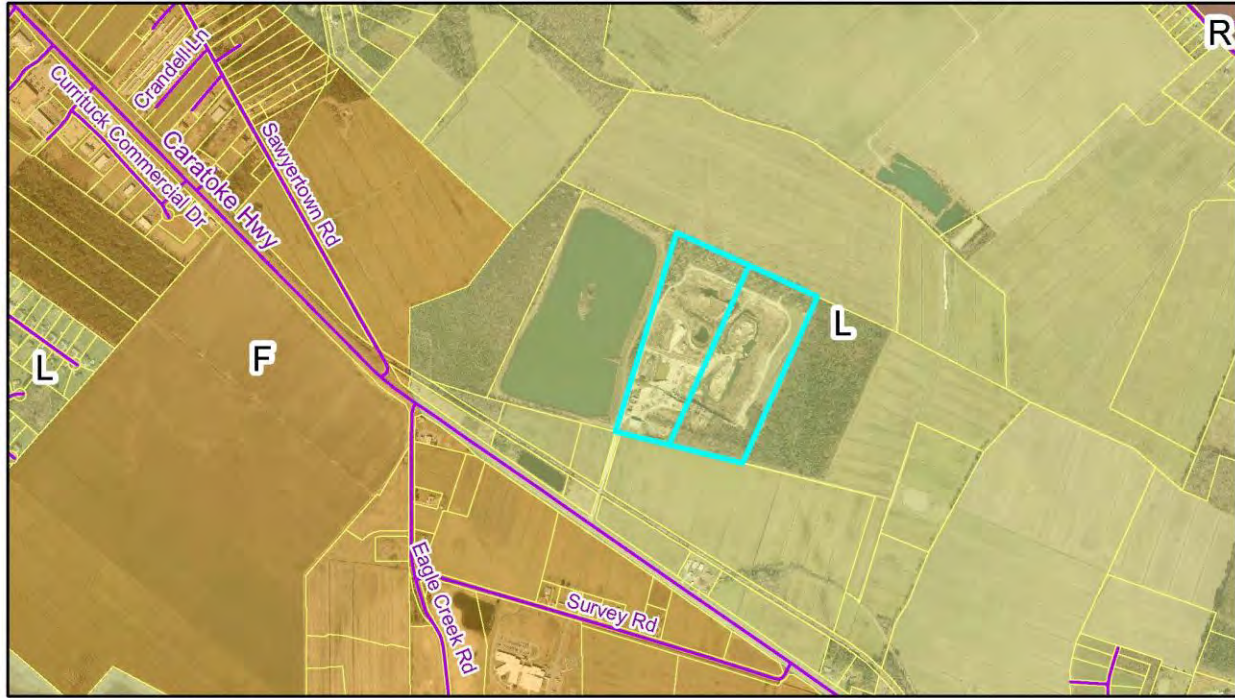 R
Crandell Ln
Currituck Commercial Dr
Caratoke Hwy
Sawyertown Rd
L
L
F
Eagle Creek Rd
Survey Rd